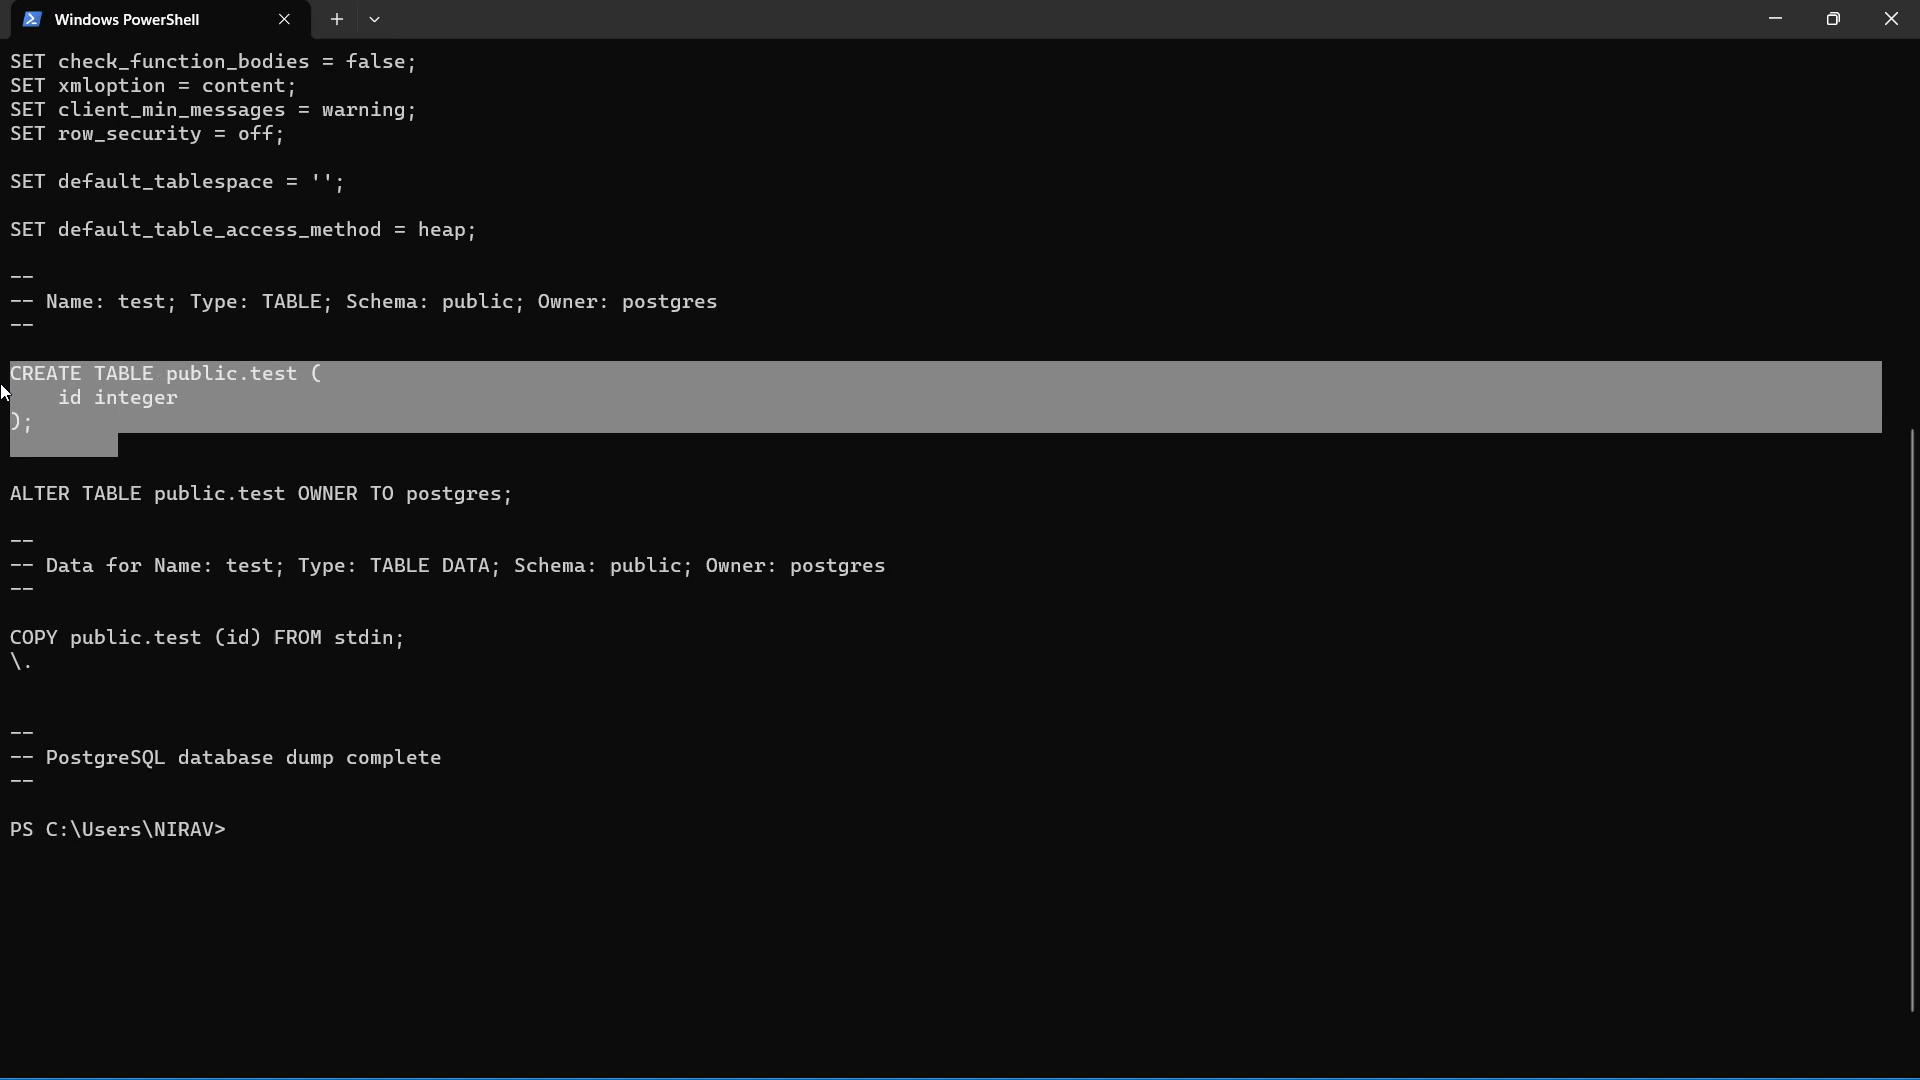 Windows PowerShell
SET check_function_bodies = false;
SET xmloption = content;
SET client_min_messages = warning;
SET row_security = off;
SET default_tablespace = '';
SET default_table_access_method = heap;
--
-- Name: test; Type: TABLE; Schema: public; Owner: postgres
--
CREATE TABLE public.test (
    id integer
);
ALTER TABLE public.test OWNER TO postgres;
--
-- Data for Name: test; Type: TABLE DATA; Schema: public; Owner: postgres
--
COPY public.test (id) FROM stdin;
\.
--
-- PostgreSQL database dump complete
--
PS C:\Users\NIRAV>